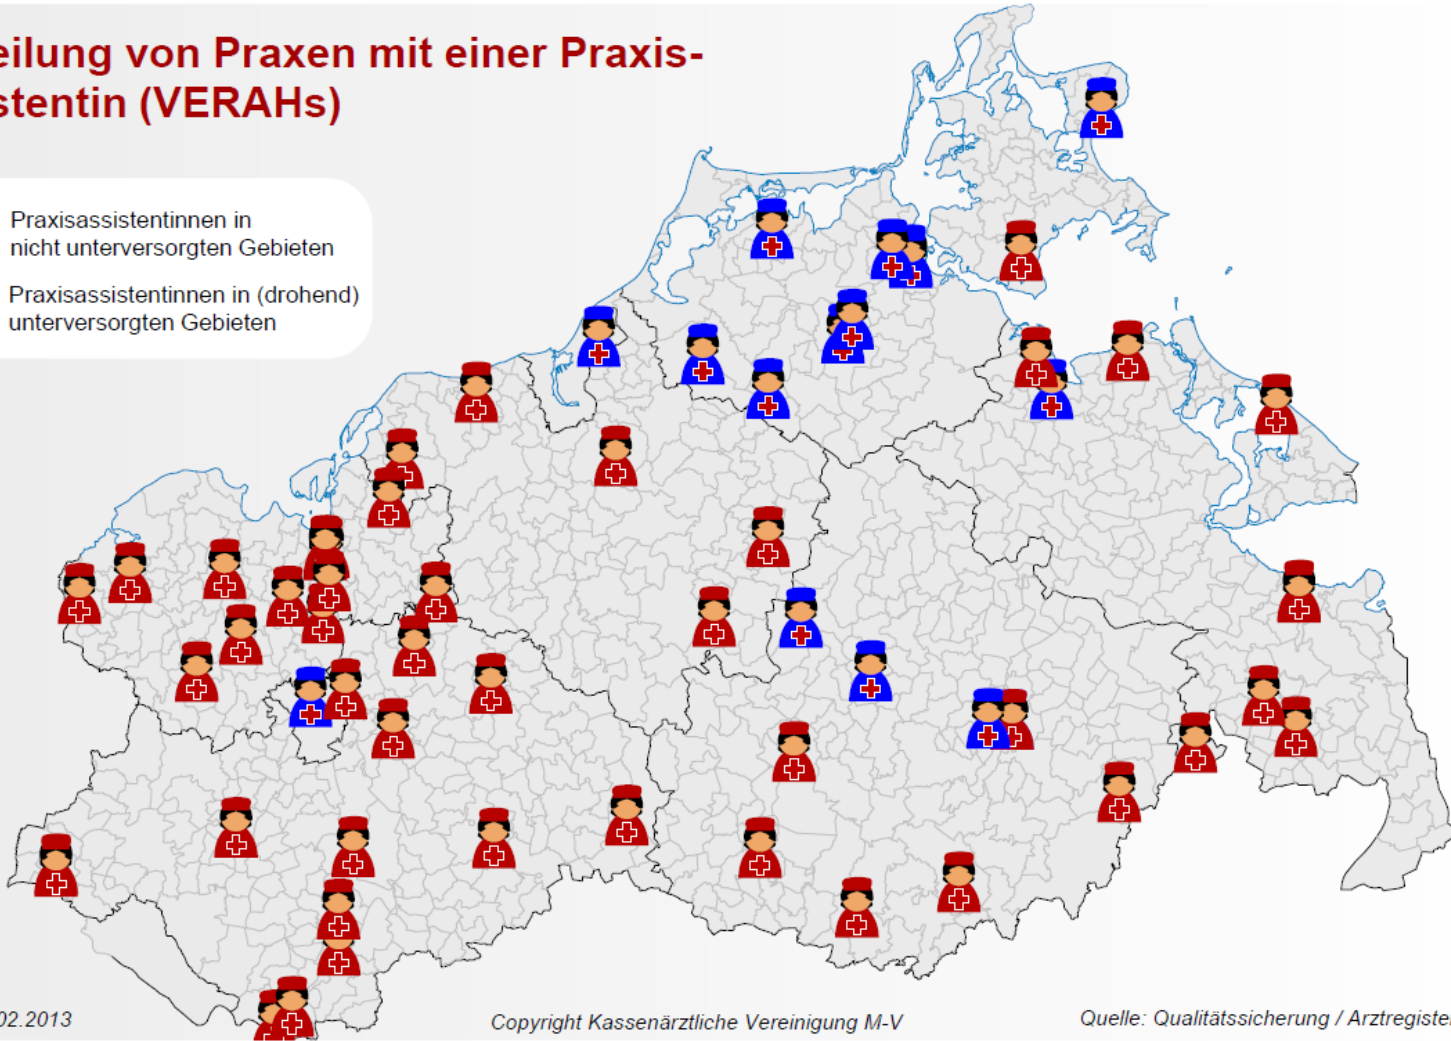 eilung von Praxen mit einer Praxis-
stentin (VERAHs)
Praxisassistentinnen in
nicht unterversorgten Gebieten
Praxisassistentinnen in (drohend)
unterversorgten Gebieten
02.2013
Copyright Kassenärztliche Vereinigung M-V
Quelle: Qualitätssicherung / Arztregister